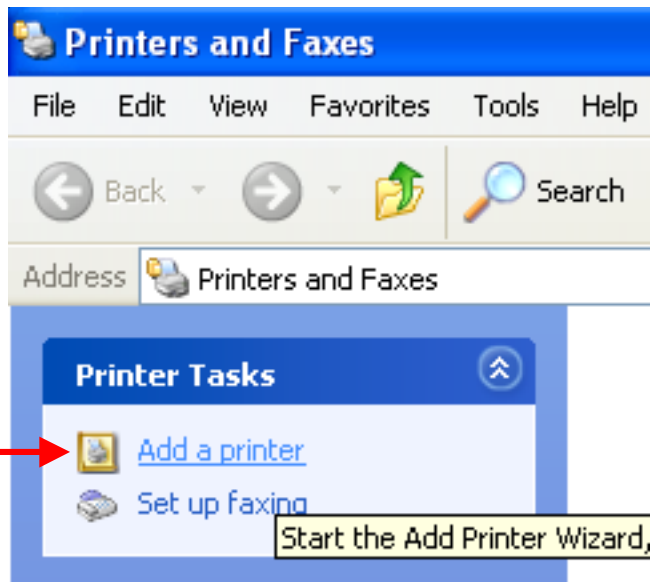 Printers and Faxes
File Edit View Favorites Tools Help
Back Search
Address Printers and Faxes
Printer Tasks
Add a printer
Set up faxing
Start the Add Printer Wizard,